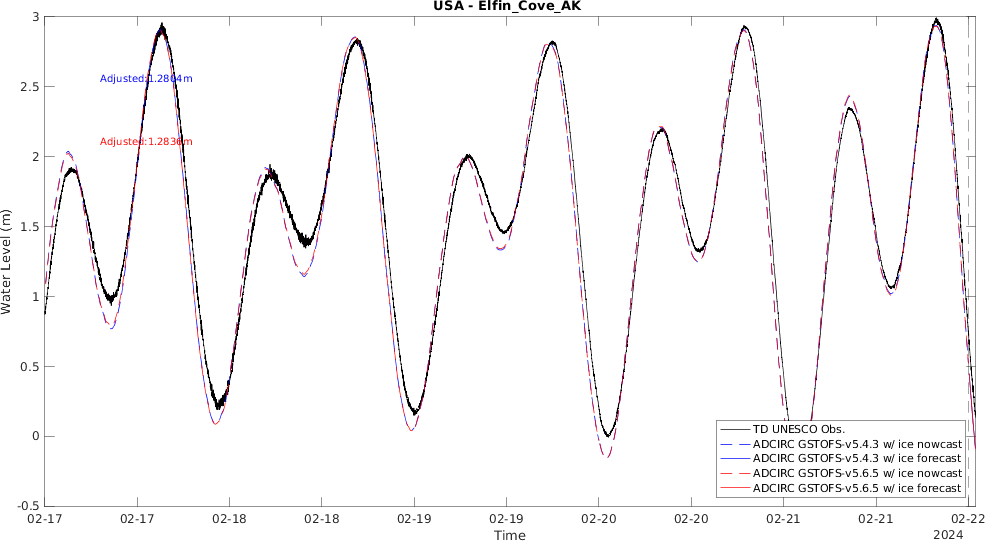 USA - Elfin_Cove_AK
3
2.5
2
1.5
1
0.5
0
-0.5
Water Level (m)
Adjusted:1.2804m
Adjusted:1.2836m
TD UNESCO Obs.
ADCIRC GSTOFS-v5.4.3 w/ ice nowcast
ADCIRC GSTOFS-v5.4.3 w/ ice forecast
ADCIRC GSTOFS-v5.6.5 w/ ice nowcast
ADCIRC GSTOFS-v5.6.5 w/ ice forecast
02-17 02-17 02-18 02-18 02-19 02-19 02-20 02-20 02-21 02-21 02-22
Time
2024